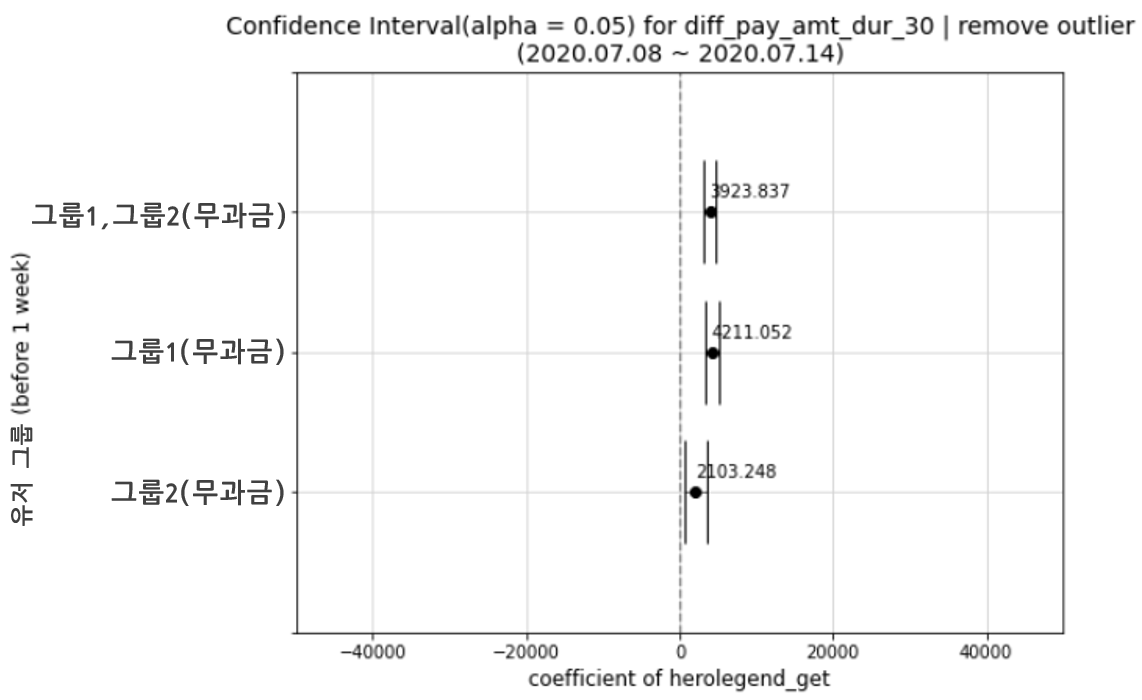 Confidence Interval(alpha = 0.05) for diff_pay_amt_dur_30 | remove outlier
(2020.07.08 ~ 2020.07.14)
그룹1,그룹2(무과금)
3923.837
그룹1(무과금)
4211.052
그룹2(무과금)
2103.248
유저 그룹 (before 1 week)
−40000
−20000
0
20000
40000
coefficient of herolegend_get